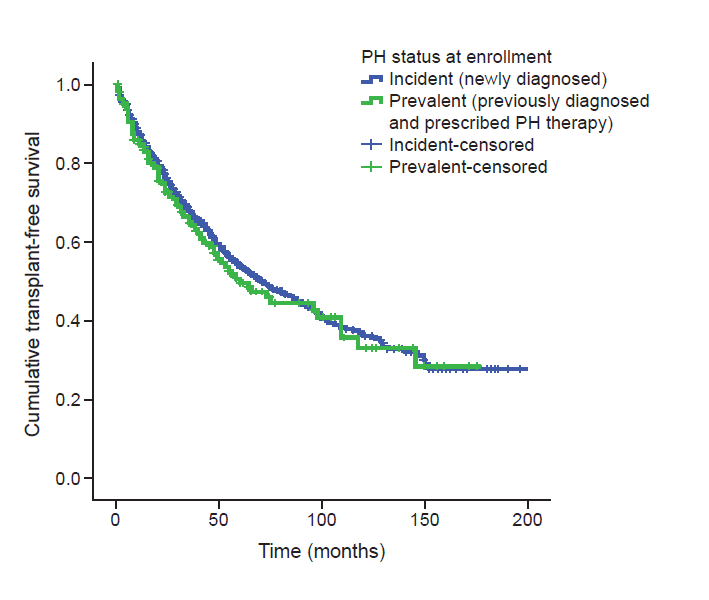 PH status at enrollment
Incident (newly diagnosed)
Prevalent (previously diagnosed
and prescribed PH therapy)
Incident-censored
Prevalent-censored
Cumulative transplant-free survival
1.0
0.8
0.6
0.4
0.2
0.0
0 50 100 150 200
Time (months)